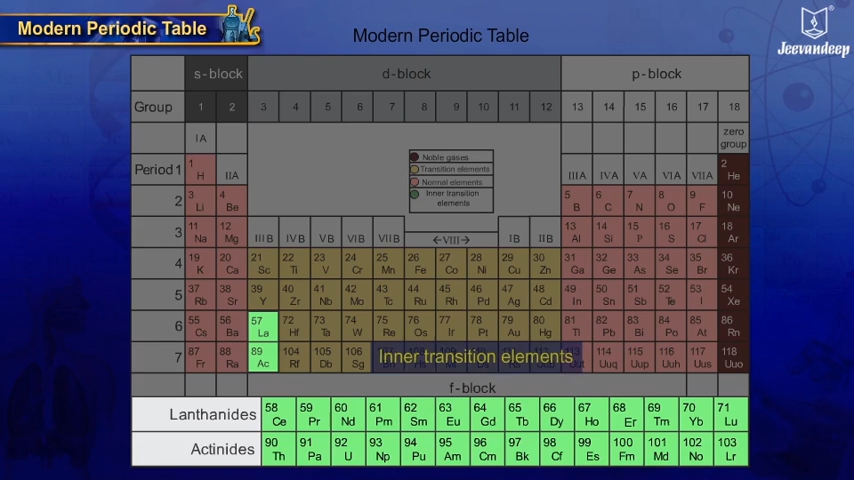 Modern Periodic Table
Modern Periodic Table
Jeevandeep
s-block d-block p-block
Group 1 2 3 4 5 6 7 8 9 10 11 12 13 14 15 16 17 18
IA zero group
Noble gases
Transition elements
Normal elements
Inner transition
elements
Period 1 1 H IIA IIIA IVA VA VIA VIIA 2 He
2 3 Li 4 Be 5 B 6 C 7 N 8 O 9 F 10 Ne
3 11 Na 12 Mg IIIB IVB VB VIB VIIB VIII IB IIB 13 Al 14 Si 15 P 16 S 17 Cl 18 Ar
4 19 K 20 Ca 21 Sc 22 Ti 23 V 24 Cr 25 Mn 26 Fe 27 Co 28 Ni 29 Cu 30 Zn 31 Ga 32 Ge 33 As 34 Se 35 Br 36 Kr
5 37 Rb 38 Sr 39 Y 40 Zr 41 Nb 42 Mo 43 Tc 44 Ru 45 Rh 46 Pd 47 Ag 48 Cd 49 In 50 Sn 51 Sb 52 Te 53 I 54 Xe
6 55 Cs 56 Ba 57 La 72 Hf 73 Ta 74 W 75 Re 76 Os 77 Ir 78 Pt 79 Au 80 Hg 81 Tl 82 Pb 83 Bi 84 Po 85 At 86 Rn
7 87 Fr 88 Ra 89 Ac 104 Rf 105 Db 106 Sg 114 Uuq 115 Uup 116 Uuh 117 Uus 118 Uuo
Inner transition elements
f-block
Lanthanides 58 Ce 59 Pr 60 Nd 61 Pm 62 Sm 63 Eu 64 Gd 65 Tb 66 Dy 67 Ho 68 Er 69 Tm 70 Yb 71 Lu
Actinides 90 Th 91 Pa 92 U 93 Np 94 Pu 95 Am 96 Cm 97 Bk 98 Cf 99 Es 100 Fm 101 Md 102 No 103 Lr